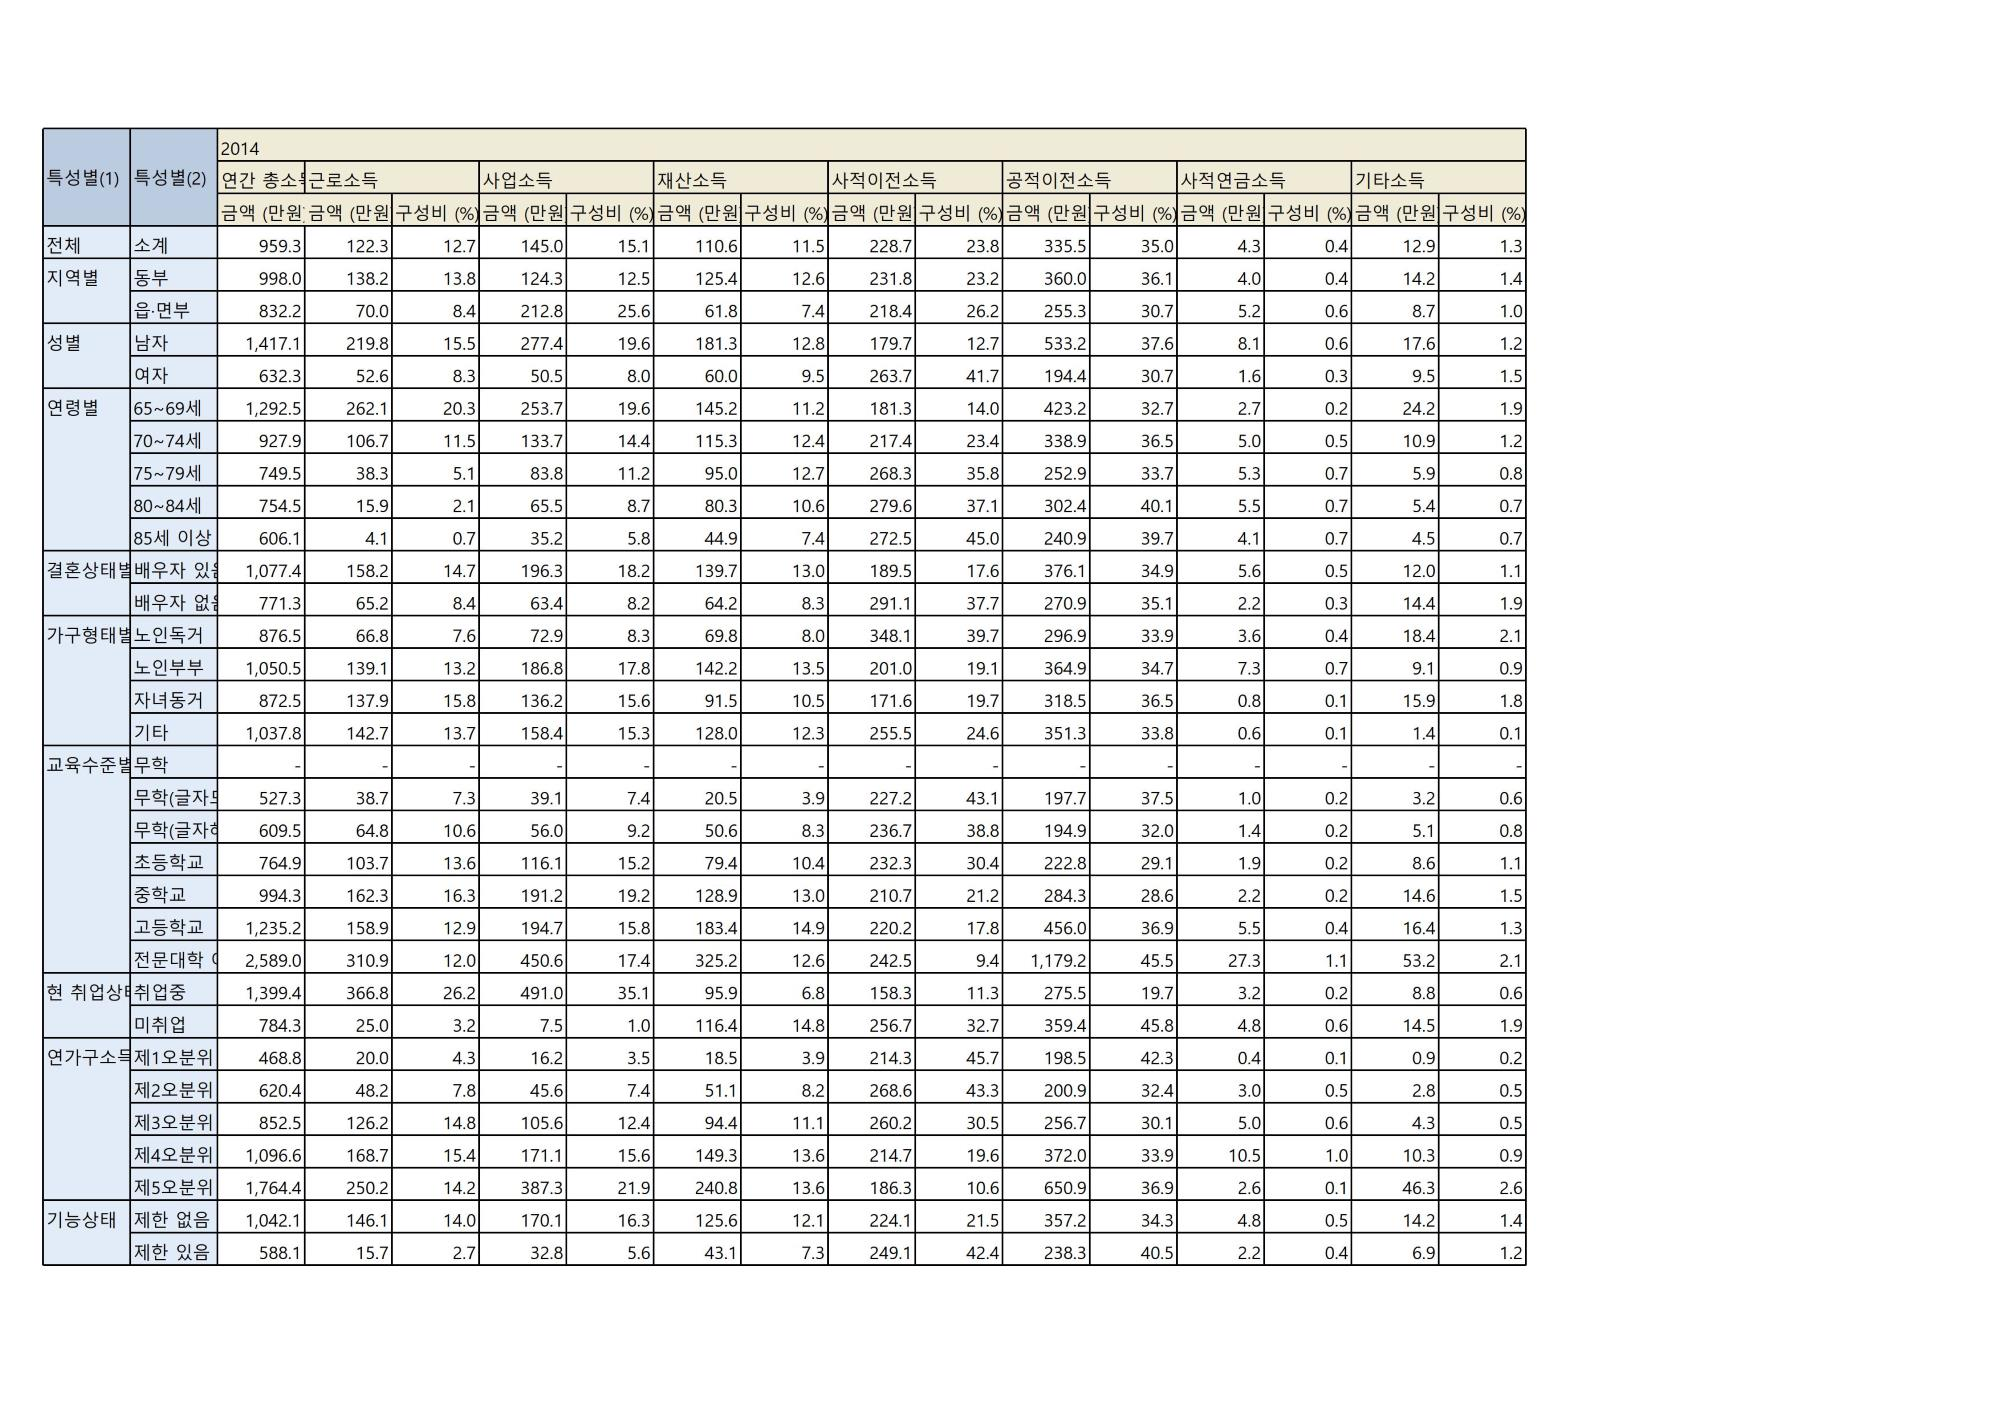 2014
특성별(1) 특성별(2) 연간 총소득 근로소득 사업소득 재산소득 사적이전소득 공적이전소득 사적연금소득 기타소득
금액 (만원) 금액 (만원) 구성비 (%) 금액 (만원) 구성비 (%) 금액 (만원) 구성비 (%) 금액 (만원) 구성비 (%) 금액 (만원) 구성비 (%) 금액 (만원) 구성비 (%) 금액 (만원) 구성비 (%)
전체 소계 959.3 122.3 12.7 145.0 15.1 110.6 11.5 228.7 23.8 335.5 35.0 4.3 0.4 12.9 1.3
지역별 동부 998.0 138.2 13.8 124.3 12.5 125.4 12.6 231.8 23.2 360.0 36.1 4.0 0.4 14.2 1.4
읍·면부 832.2 70.0 8.4 212.8 25.6 61.8 7.4 218.4 26.2 255.3 30.7 5.2 0.6 8.7 1.0
성별 남자 1,417.1 219.8 15.5 277.4 19.6 181.3 12.8 179.7 12.7 533.2 37.6 8.1 0.6 17.6 1.2
여자 632.3 52.6 8.3 50.5 8.0 60.0 9.5 263.7 41.7 194.4 30.7 1.6 0.3 9.5 1.5
연령별 65~69세 1,292.5 262.1 20.3 253.7 19.6 145.2 11.2 181.3 14.0 423.2 32.7 2.7 0.2 24.2 1.9
70~74세 927.9 106.7 11.5 133.7 14.4 115.3 12.4 217.4 23.4 338.9 36.5 5.0 0.5 10.9 1.2
75~79세 749.5 38.3 5.1 83.8 11.2 95.0 12.7 268.3 35.8 252.9 33.7 5.3 0.7 5.9 0.8
80~84세 754.5 15.9 2.1 65.5 8.7 80.3 10.6 279.6 37.1 302.4 40.1 5.5 0.7 5.4 0.7
85세 이상 606.1 4.1 0.7 35.2 5.8 44.9 7.4 272.5 45.0 240.9 39.7 4.1 0.7 4.5 0.7
결혼상태별 배우자 있음 1,077.4 158.2 14.7 196.3 18.2 139.7 13.0 189.5 17.6 376.1 34.9 5.6 0.5 12.0 1.1
배우자 없음 771.3 65.2 8.4 63.4 8.2 64.2 8.3 291.1 37.7 270.9 35.1 2.2 0.3 14.4 1.9
가구형태별 노인독거 876.5 66.8 7.6 72.9 8.3 69.8 8.0 348.1 39.7 296.9 33.9 3.6 0.4 18.4 2.1
노인부부 1,050.5 139.1 13.2 186.8 17.8 142.2 13.5 201.0 19.1 364.9 34.7 7.3 0.7 9.1 0.9
자녀동거 872.5 137.9 15.8 136.2 15.6 91.5 10.5 171.6 19.7 318.5 36.5 0.8 0.1 15.9 1.8
기타 1,037.8 142.7 13.7 158.4 15.3 128.0 12.3 255.5 24.6 351.3 33.8 0.6 0.1 1.4 0.1
교육수준별 무학 - - - - - - - - - - - - - - -
무학(글자 527.3 38.7 7.3 39.1 7.4 20.5 3.9 227.2 43.1 197.7 37.5 1.0 0.2 3.2 0.6
무학(글자 609.5 64.8 10.6 56.0 9.2 50.6 8.3 236.7 38.8 194.9 32.0 1.4 0.2 5.1 0.8
초등학교 764.9 103.7 13.6 116.1 15.2 79.4 10.4 232.3 30.4 222.8 29.1 1.9 0.2 8.6 1.1
중학교 994.3 162.3 16.3 191.2 19.2 128.9 13.0 210.7 21.2 284.3 28.6 2.2 0.2 14.6 1.5
고등학교 1,235.2 158.9 12.9 194.7 15.8 183.4 14.9 220.2 17.8 456.0 36.9 5.5 0.4 16.4 1.3
전문대학 2,589.0 310.9 12.0 450.6 17.4 325.2 12.6 242.5 9.4 1,179.2 45.5 27.3 1.1 53.2 2.1
현 취업상태 취업중 1,399.4 366.8 26.2 491.0 35.1 95.9 6.8 158.3 11.3 275.5 19.7 3.2 0.2 8.8 0.6
미취업 784.3 25.0 3.2 7.5 1.0 116.4 14.8 256.7 32.7 359.4 45.8 4.8 0.6 14.5 1.9
연가구소득 제1오분위 468.8 20.0 4.3 16.2 3.5 18.5 3.9 214.3 45.7 198.5 42.3 0.4 0.1 0.9 0.2
제2오분위 620.4 48.2 7.8 45.6 7.4 51.1 8.2 268.6 43.3 200.9 32.4 3.0 0.5 2.8 0.5
제3오분위 852.5 126.2 14.8 105.6 12.4 94.4 11.1 260.2 30.5 256.7 30.1 5.0 0.6 4.3 0.5
제4오분위 1,096.6 168.7 15.4 171.1 15.6 149.3 13.6 214.7 19.6 372.0 33.9 10.5 1.0 10.3 0.9
제5오분위 1,764.4 250.2 14.2 387.3 21.9 240.8 13.6 186.3 10.6 650.9 36.9 2.6 0.1 46.3 2.6
기능상태 제한 없음 1,042.1 146.1 14.0 170.1 16.3 125.6 12.1 224.1 21.5 357.2 34.3 4.8 0.5 14.2 1.4
제한 있음 588.1 15.7 2.7 32.8 5.6 43.1 7.3 249.1 42.4 238.3 40.5 2.2 0.4 6.9 1.2